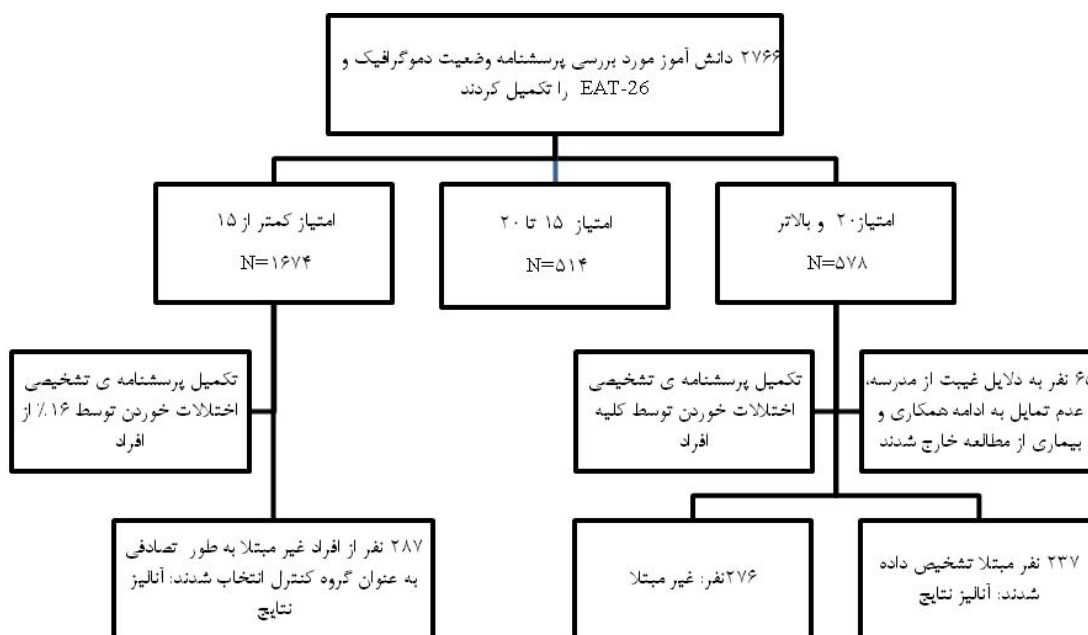 ۲۷۶۶ دانش آموز مورد بررسی پرسشنامه وضعیت دموگرافیک و
EAT-26 را تکمیل کردند
امتیاز۲۰ و بالاتر
N=۵۷۸
امتیاز ۱۵ تا ۲۰
N=۵۱۴
امتیاز کمتر از ۱۵
N=۱۶۷۴
۶۵ نفر به دلایل غیبت از مدرسه،
عدم تمایل به ادامه همکاری و
بیماری از مطالعه خارج شدند
تکمیل پرسشنامه ی تشخیصی
اختلالات خوردن توسط کلیه
افراد
تکمیل پرسشنامه ی تشخیصی
اختلالات خوردن توسط ۱۶٪ از
افراد
۲۳۷ نفر مبتلا تشخیص داده
شدند: آنالیز نتایج
۲۷۶نفر: غیر مبتلا
۲۸۷ نفر از افراد غیر مبتلا به طور تصادفی
به عنوان گروه کنترل انتخاب شدند: آنالیز
نتایج